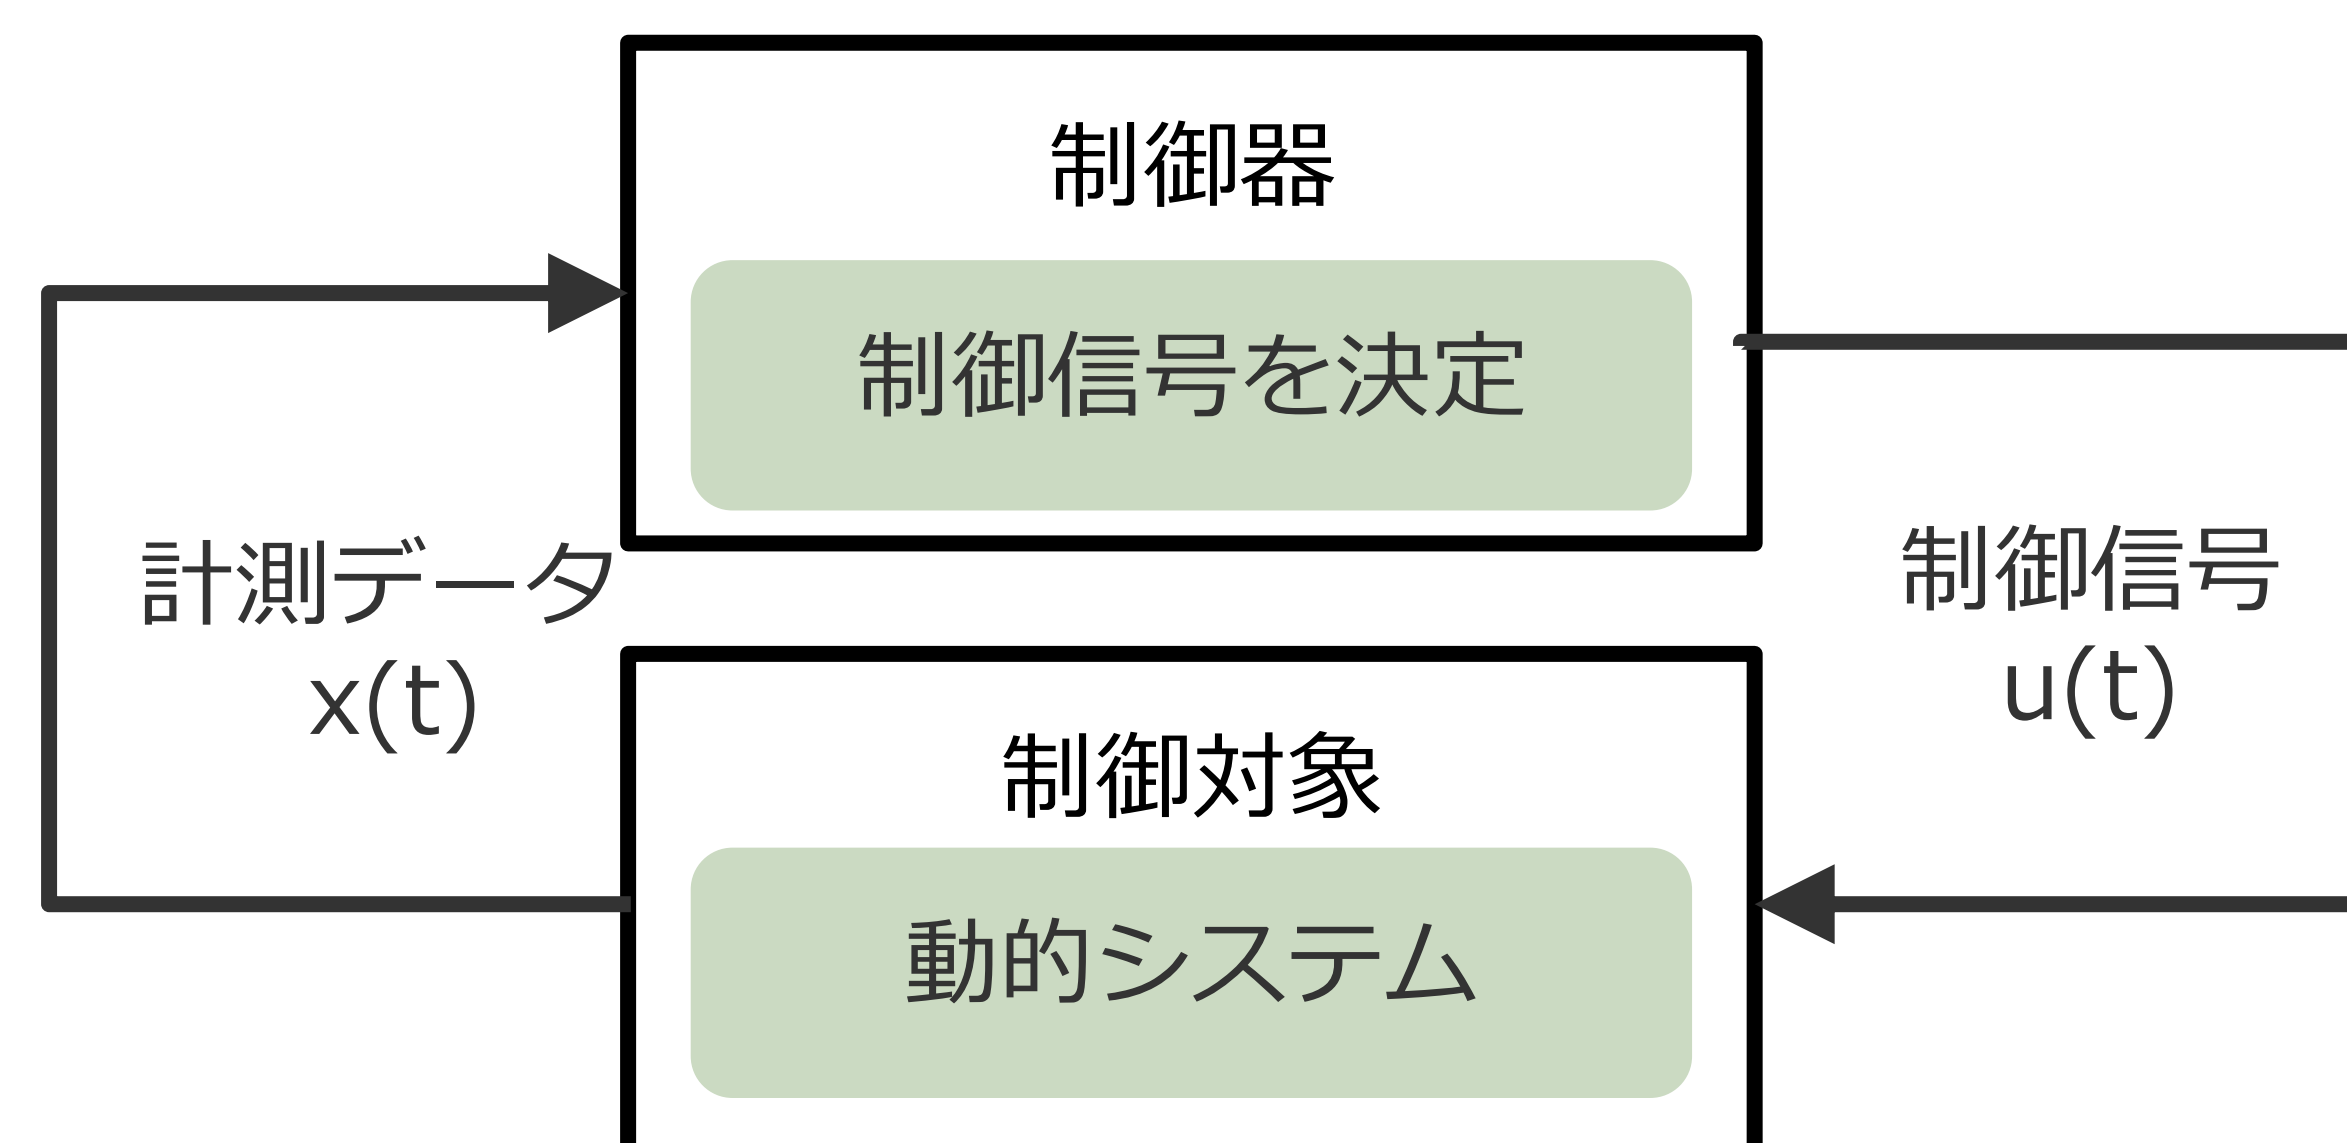 制御器
制御信号を決定
計測データ
x(t)
制御信号
u(t)
制御対象
動的システム